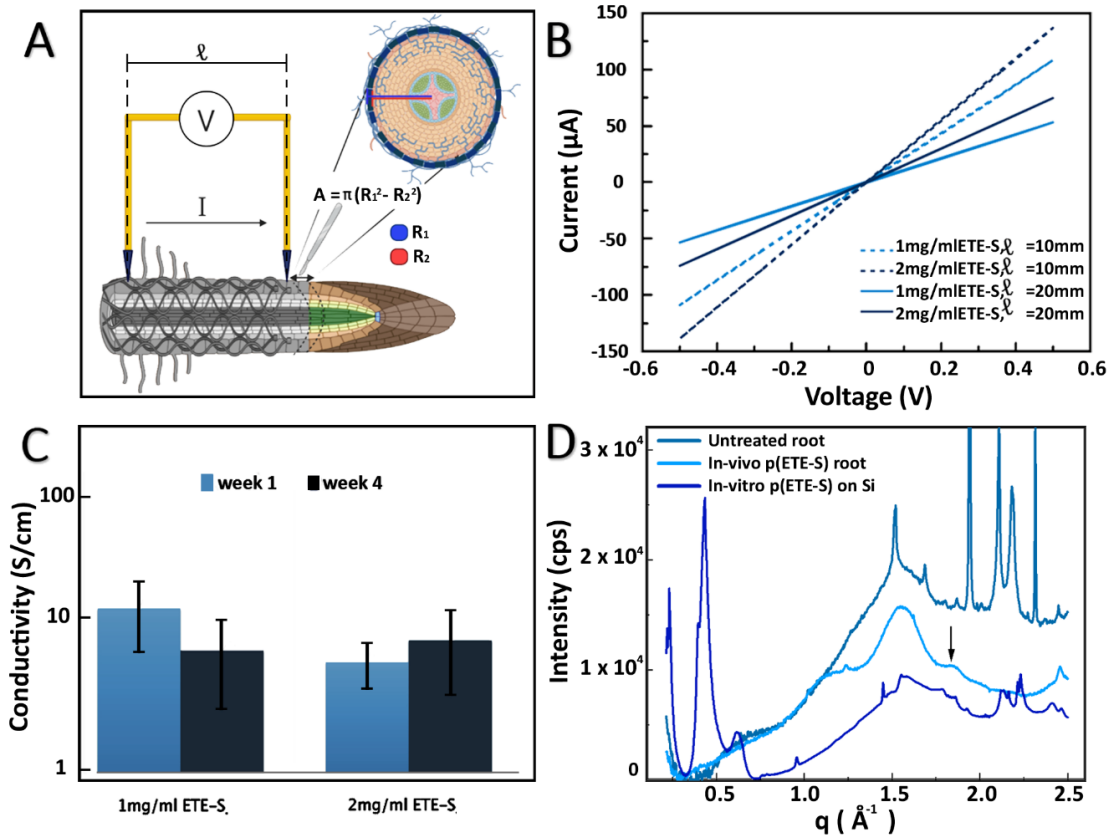 A
ℓ
V
I
A = π (R₁² - R₂²)
R₁
R₂
B
Current (µA)
150
100
50
0
-50
-100
-150
-0.6
-0.4
-0.2
0
0.2
0.4
0.6
Voltage (V)
1mg/mlETE-S,ℓ =10mm
2mg/mlETE-S,ℓ =10mm
1mg/mlETE-S,ℓ =20mm
2mg/mlETE-S,ℓ =20mm
C
Conductivity (S/cm)
week 1
week 4
100
10
1
1mg/ml ETE-S.
2mg/ml ETE-S.
D
Intensity (cps)
3 x 10⁴
2 x 10⁴
1 x 10⁴
0
Untreated root
In-vivo p(ETE-S) root
In-vitro p(ETE-S) on Si
0.5
1.0
1.5
2.0
2.5
q ( Å⁻¹)